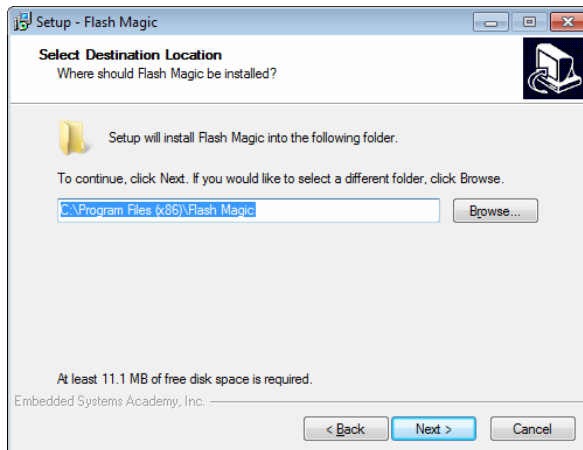 Setup - Flash Magic
Select Destination Location
Where should Flash Magic be installed?
Setup will install Flash Magic into the following folder.
To continue, click Next. If you would like to select a different folder, click Browse.
C:\Program Files (x86)\Flash Magic
Browse...
At least 11.1 MB of free disk space is required.
Embedded Systems Academy, Inc.
< Back
Next >
Cancel